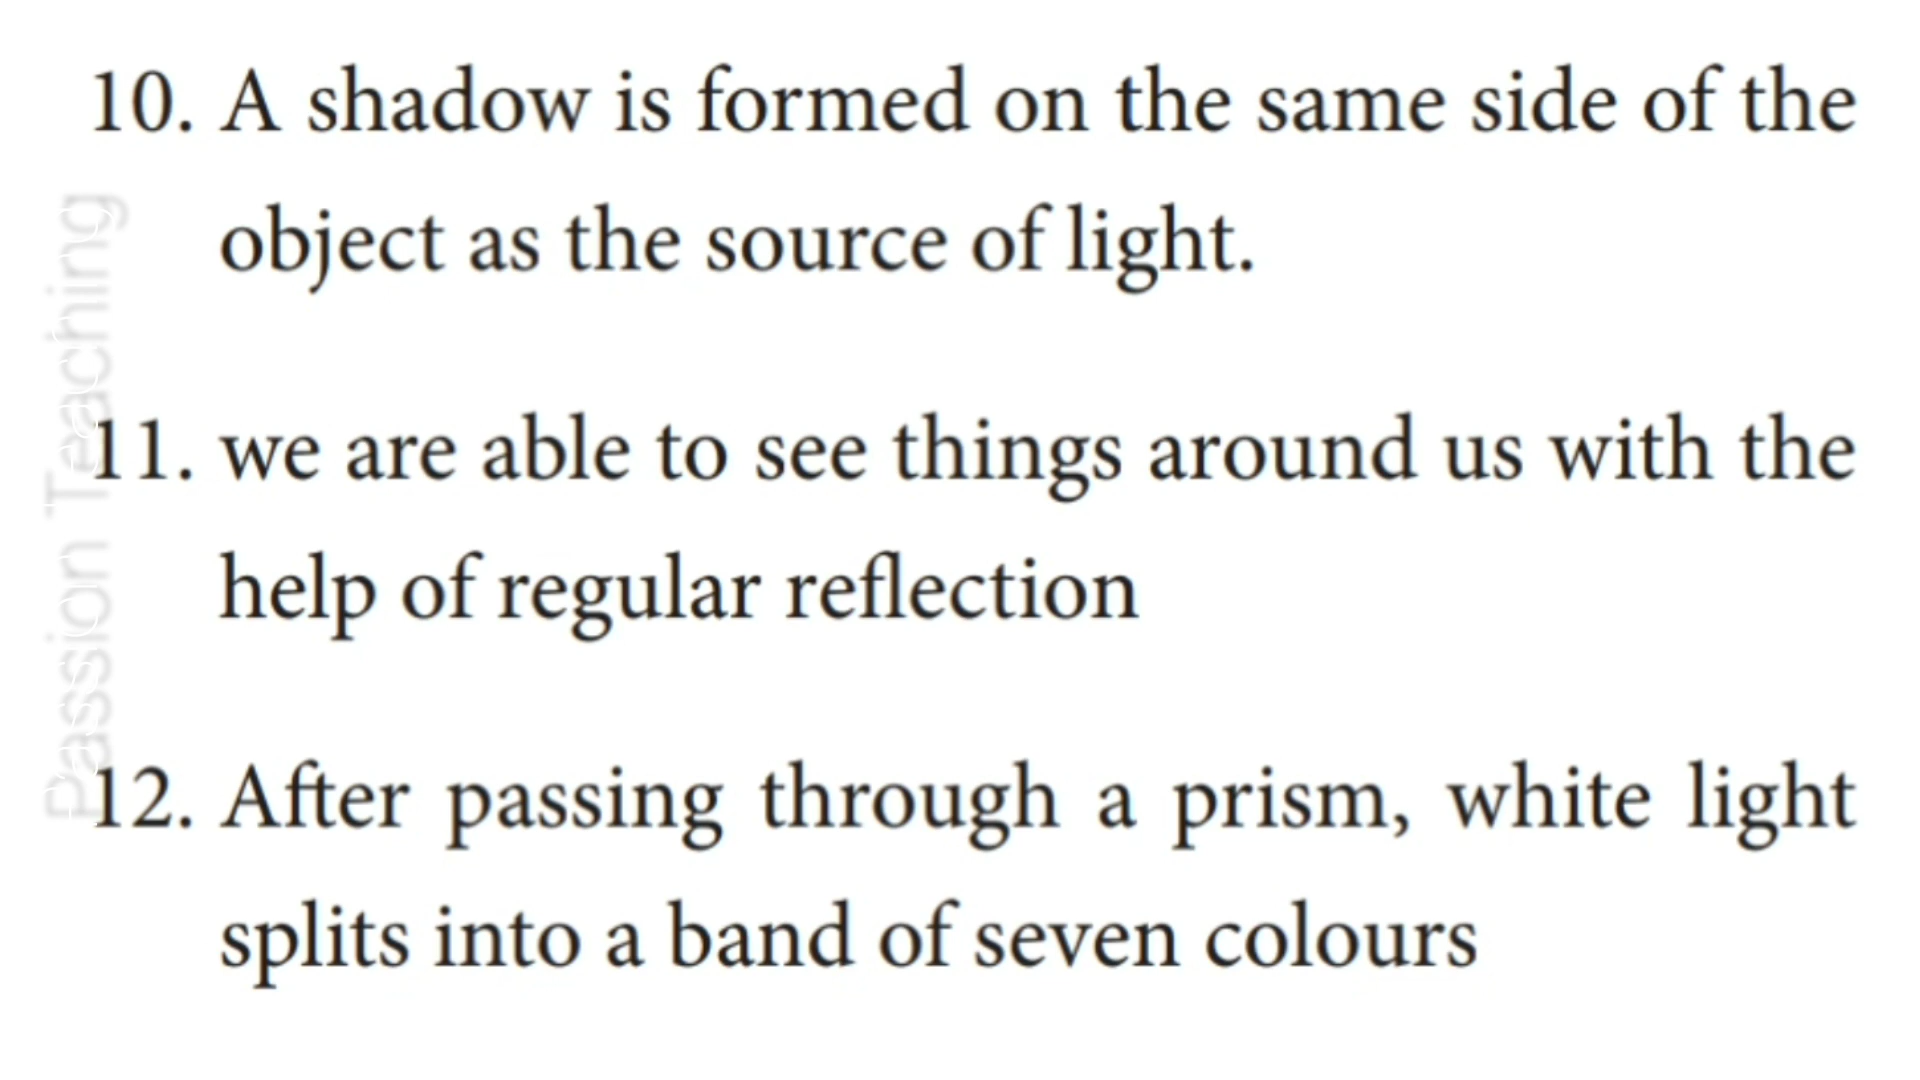 10. A shadow is formed on the same side of the
object as the source of light.
11. we are able to see things around us with the
help of regular reflection
12. After passing through a prism, white light
splits into a band of seven colours
Passion Teaching